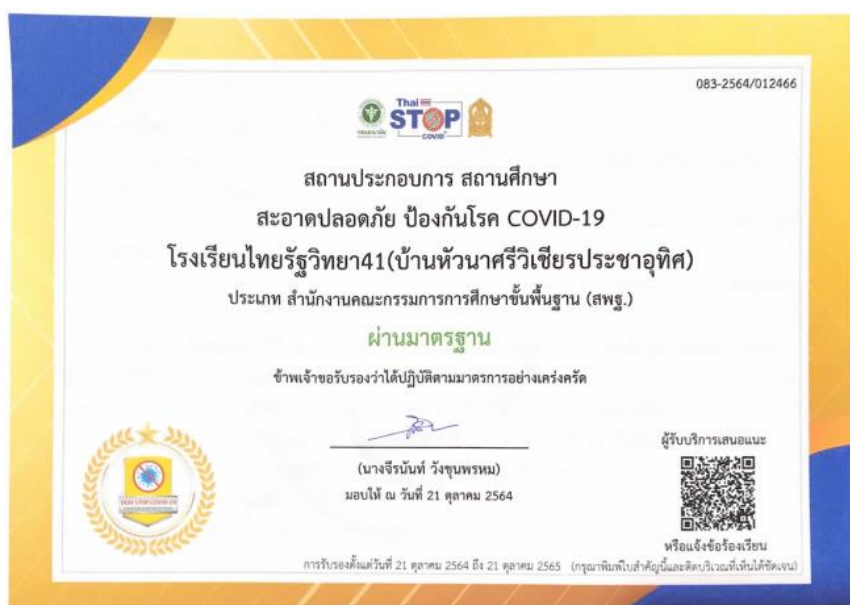 083-2564/012466
กรมอนามัย
Thai
STOP
COVID
สถานประกอบการ สถานศึกษา
สะอาดปลอดภัย ป้องกันโรค COVID-19
โรงเรียนไทยรัฐวิทยา41(บ้านหัวนาศรีวิเชียรประชาอุทิศ)
ประเภท สำนักงานคณะกรรมการการศึกษาขั้นพื้นฐาน (สพฐ.)
ผ่านมาตรฐาน
ข้าพเจ้าขอรับรองว่าได้ปฏิบัติตามมาตรการอย่างเคร่งครัด
(นางจีรนันท์ วังขุนพรหม)
มอบให้ ณ วันที่ 21 ตุลาคม 2564
ผู้รับบริการเสนอแนะ
หรือแจ้งข้อร้องเรียน
การรับรองตั้งแต่วันที่ 21 ตุลาคม 2564 ถึง 21 ตุลาคม 2565 (กรุณาพิมพ์ใบสำคัญนี้และติดบริเวณที่เห็นได้ชัดเจน)